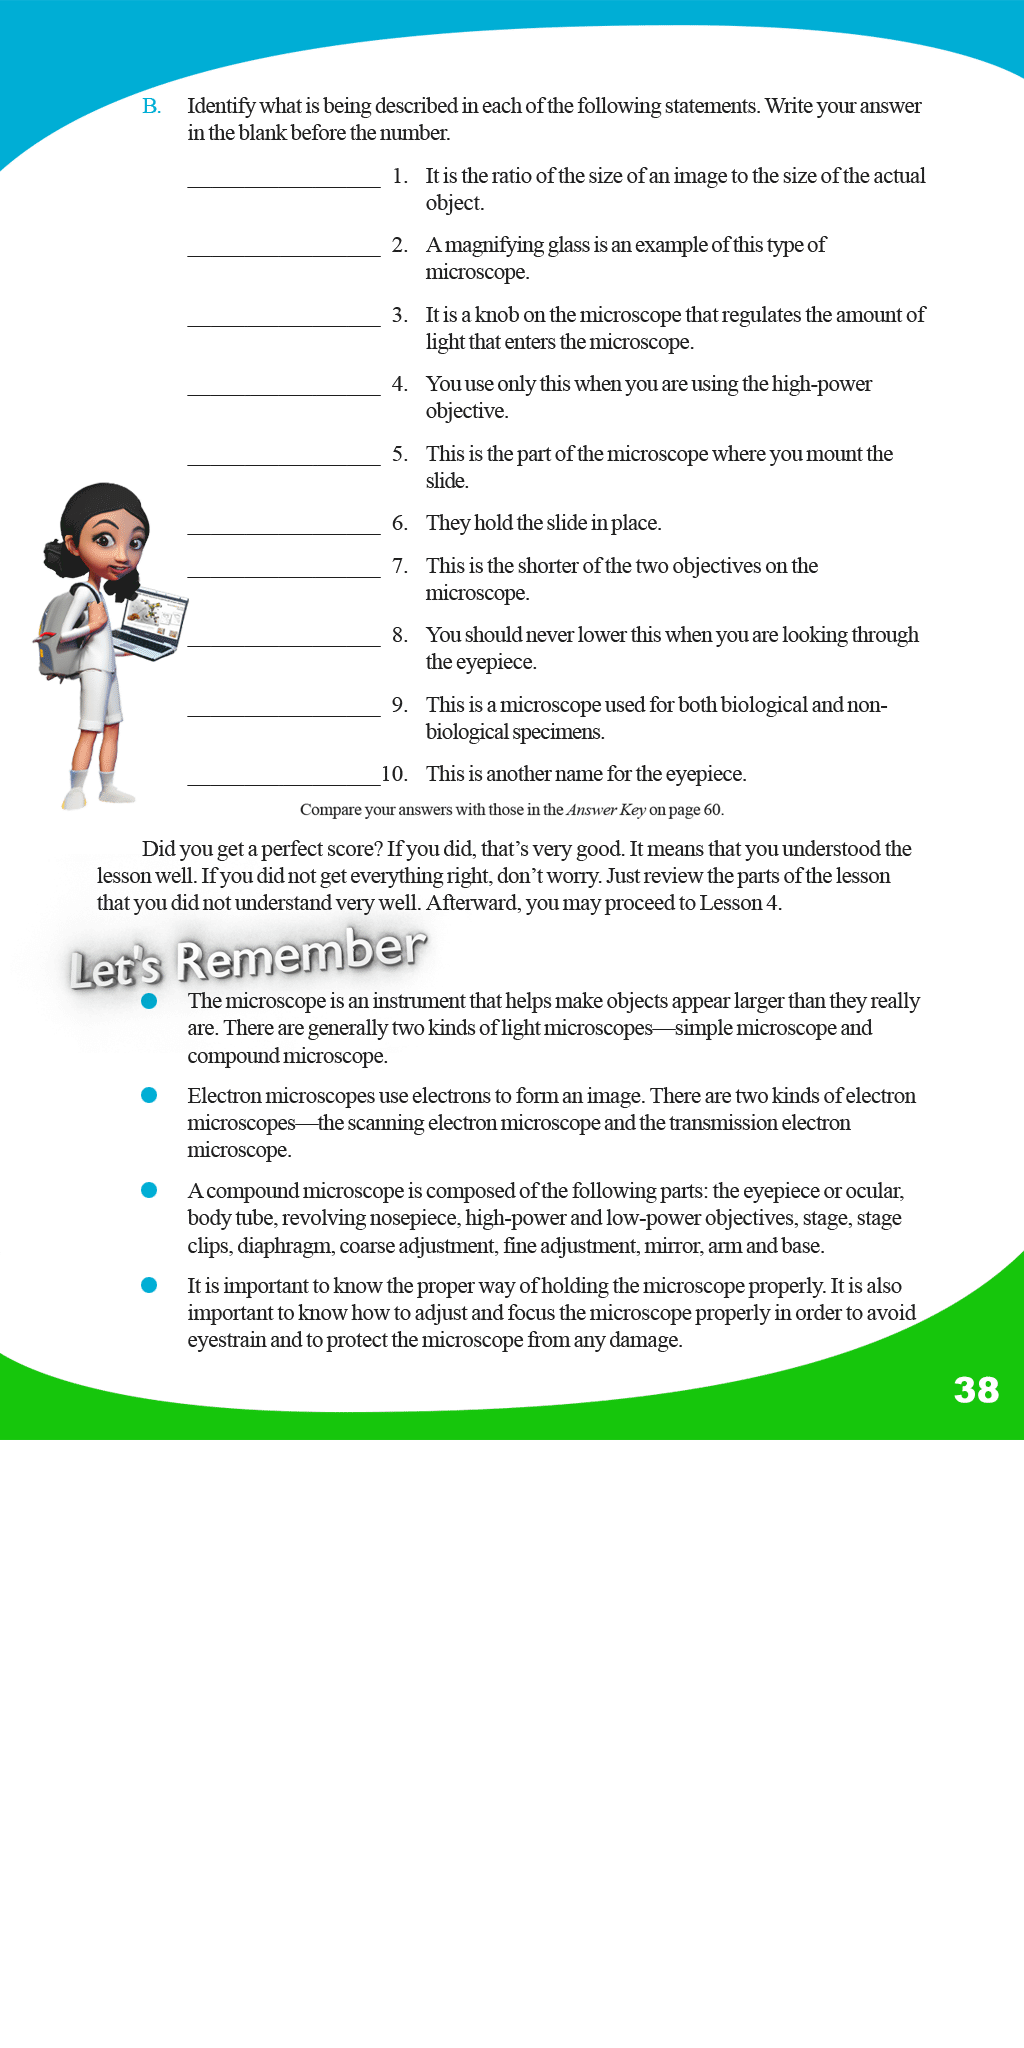 B. Identify what is being described in each of the following statements. Write your answer
in the blank before the number.
__________________ 1. It is the ratio of the size of an image to the size of the actual
object.
__________________ 2. A magnifying glass is an example of this type of
microscope.
__________________ 3. It is a knob on the microscope that regulates the amount of
light that enters the microscope.
__________________ 4. You use only this when you are using the high-power
objective.
__________________ 5. This is the part of the microscope where you mount the
slide.
__________________ 6. They hold the slide in place.
__________________ 7. This is the shorter of the two objectives on the
microscope.
__________________ 8. You should never lower this when you are looking through
the eyepiece.
__________________ 9. This is a microscope used for both biological and non-
biological specimens.
__________________10. This is another name for the eyepiece.
Compare your answers with those in the Answer Key on page 60.
Did you get a perfect score? If you did, that’s very good. It means that you understood the
lesson well. If you did not get everything right, don’t worry. Just review the parts of the lesson
that you did not understand very well. Afterward, you may proceed to Lesson 4.
Let's Remember
● The microscope is an instrument that helps make objects appear larger than they really
are. There are generally two kinds of light microscopes—simple microscope and
compound microscope.
● Electron microscopes use electrons to form an image. There are two kinds of electron
microscopes—the scanning electron microscope and the transmission electron
microscope.
● A compound microscope is composed of the following parts: the eyepiece or ocular,
body tube, revolving nosepiece, high-power and low-power objectives, stage, stage
clips, diaphragm, coarse adjustment, fine adjustment, mirror, arm and base.
● It is important to know the proper way of holding the microscope properly. It is also
important to know how to adjust and focus the microscope properly in order to avoid
eyestrain and to protect the microscope from any damage.
38